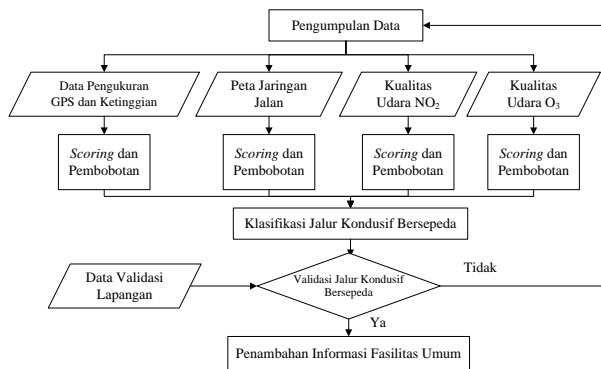 Pengumpulan Data
Data Pengukuran
GPS dan Ketinggian
Peta Jaringan
Jalan
Kualitas
Udara NO₂
Kualitas
Udara O₃
Scoring dan
Pembobotan
Scoring dan
Pembobotan
Scoring dan
Pembobotan
Scoring dan
Pembobotan
Klasifikasi Jalur Kondusif Bersepeda
Data Validasi
Lapangan
Validasi Jalur Kondusif
Bersepeda
Tidak
Ya
Penambahan Informasi Fasilitas Umum